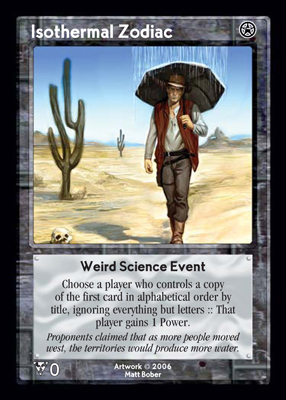 Isothermal Zodiac
Weird Science Event
Choose a player who controls a copy
of the first card in alphabetical order by
title, ignoring everything but letters :: That
player gains 1 Power.
Proponents claimed that as more people moved
west, the territories would produce more water.
0
Artwork © 2006
Matt Bober